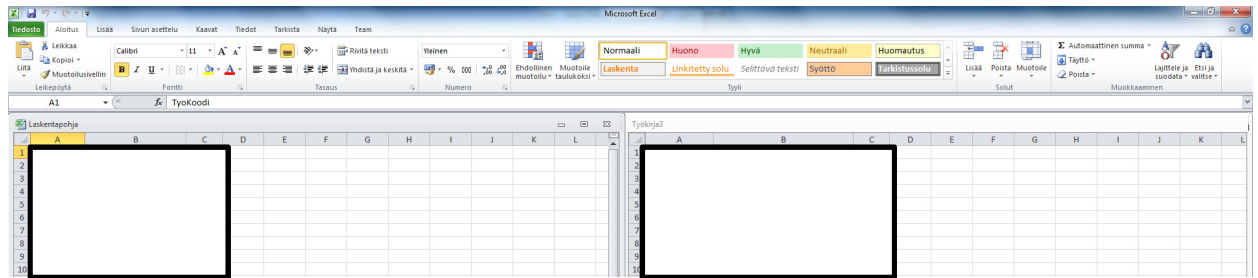 Microsoft Excel
Tiedosto Aloitus Lisää Sivun asettelu Kaavat Tiedot Tarkista Näytä Team
Liitä
Leikkaa
Kopioi
Muotoilusivellin
Leikepöytä
Calibri 11
B I U
Fontti
Rivitä teksti
Yhdistä ja keskitä
Tasaus
Yleinen
% 000
Numero
Ehdollinen muotoilu
Muotoile taulukoksi
Normaali Huono Hyvä Neutraali Huomautus
Laskenta Linkitetty solu Selittävä teksti Syöttö Tarkistussolu
Tyyli
Lisää Poista Muotoile
Solut
Σ Automaattinen summa
Täyttö
Poista
Lajittele ja suodata
Etsi ja valitse
Muokkaaminen
A1 fx TyoKoodi
Laskentapohja
A B C D E F G H I J K L
1
2
3
4
5
6
7
8
9
10
Työkirja3
A B C D E F G H I J K L
1
2
3
4
5
6
7
8
9
10